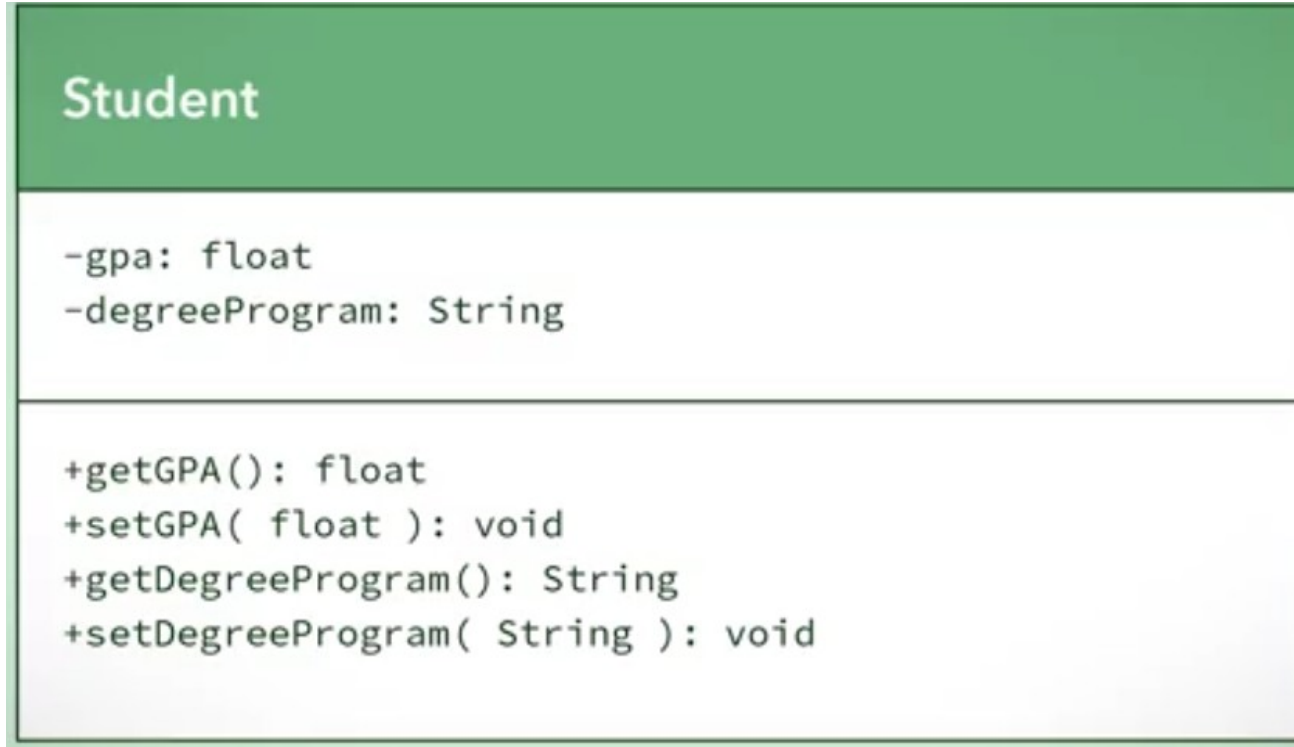 Student
-gpa: float
-degreeProgram: String
+getGPA(): float
+setGPA( float ): void
+getDegreeProgram(): String
+setDegreeProgram( String ): void